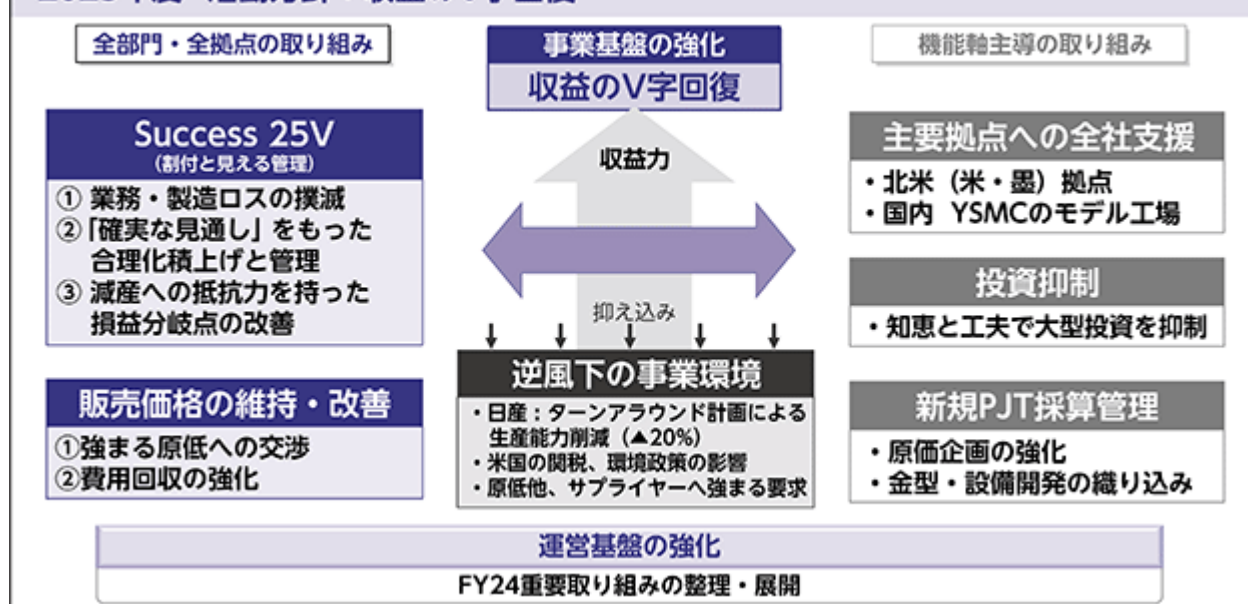 全部門・全拠点の取り組み
Success 25V
(割付と見える管理)
① 業務・製造ロスの撲滅
②「確実な見通し」をもった
合理化積上げと管理
③ 減産への抵抗力を持った
損益分岐点の改善
販売価格の維持・改善
①強まる原低への交渉
②費用回収の強化
事業基盤の強化
収益のV字回復
収益力
抑え込み
逆風下の事業環境
・日産：ターンアラウンド計画による
生産能力削減（▲20%）
・米国の関税、環境政策の影響
・原低他、サプライヤーへ強まる要求
機能軸主導の取り組み
主要拠点への全社支援
・北米（米・墨）拠点
・国内 YSMCのモデル工場
投資抑制
・知恵と工夫で大型投資を抑制
新規PJT採算管理
・原価企画の強化
・金型・設備開発の織り込み
運営基盤の強化
FY24重要取り組みの整理・展開